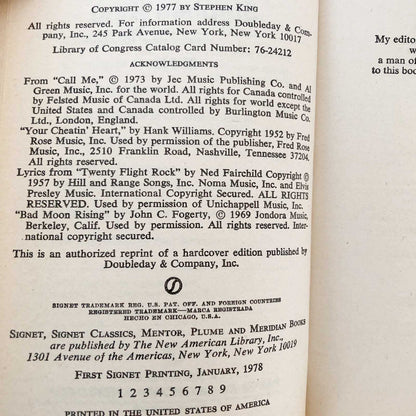 COPYRIGHT © 1977 BY STEPHEN KING
All rights reserved. For information address Doubleday & Com-
pany, Inc., 245 Park Avenue, New York, New York 10017
Library of Congress Catalog Card Number: 76-24212
ACKNOWLEDGMENTS
From "Call Me," © 1973 by Jec Music Publishing Co. and Al
Green Music, Inc. for the world. All rights for Canada controlled
by Felsted Music of Canada Ltd. All rights for world except the
United States and Canada controlled by Burlington Music Co.
Ltd., London, England.
"Your Cheatin' Heart," by Hank Williams. Copyright 1952 by Fred
Rose Music, Inc. Used by permission of the publisher, Fred Rose
Music, Inc., 2510 Franklin Road, Nashville, Tennessee 37204.
All rights reserved.
Lyrics from "Twenty Flight Rock" by Ned Fairchild Copyright ©
1957 by Hill and Range Songs, Inc. Noma Music, Inc. and Elvis
Presley Music. International Copyright Secured. ALL RIGHTS
RESERVED. Used by permission of Unichappell Music, Inc.
"Bad Moon Rising" by John C. Fogerty, © 1969 Jondora Music,
Berkeley, Calif. Used by permission. All rights reserved. Inter-
national copyright secured.
This is an authorized reprint of a hardcover edition published by
Doubleday & Company, Inc.
S
SIGNET TRADEMARK REG. U.S. PAT. OFF. AND FOREIGN COUNTRIES
REGISTERED TRADEMARK—MARCA REGISTRADA
HECHO EN CHICAGO, U.S.A.
SIGNET, SIGNET CLASSICS, MENTOR, PLUME AND MERIDIAN BOOKS
are published by The New American Library, Inc.,
1301 Avenue of the Americas, New York, New York 10019
FIRST SIGNET PRINTING, JANUARY, 1978
1 2 3 4 5 6 7 8 9
PRINTED IN THE UNITED STATES OF AMERICA
My edito
w
a man of
to this boo